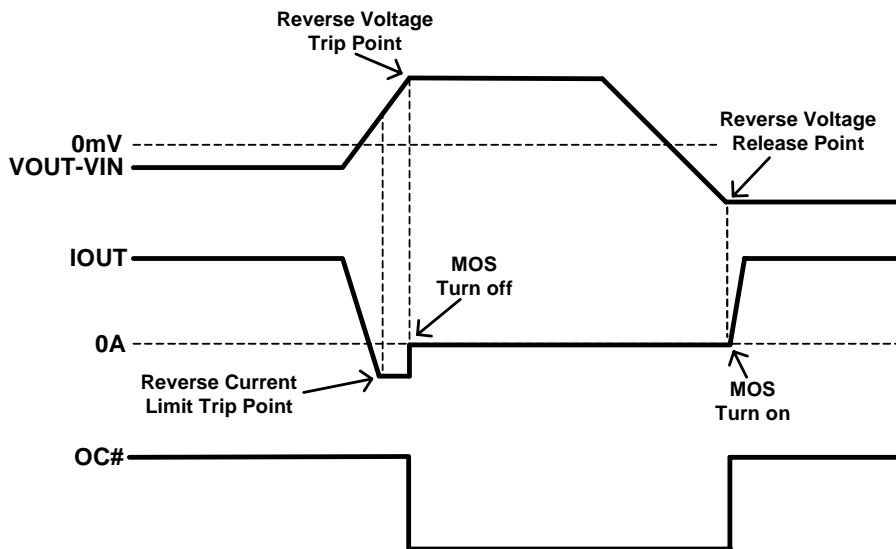 Reverse Voltage
Trip Point
Reverse Voltage
Release Point
0mV
VOUT-VIN
IOUT
MOS
Turn off
0A
Reverse Current
Limit Trip Point
MOS
Turn on
OC#